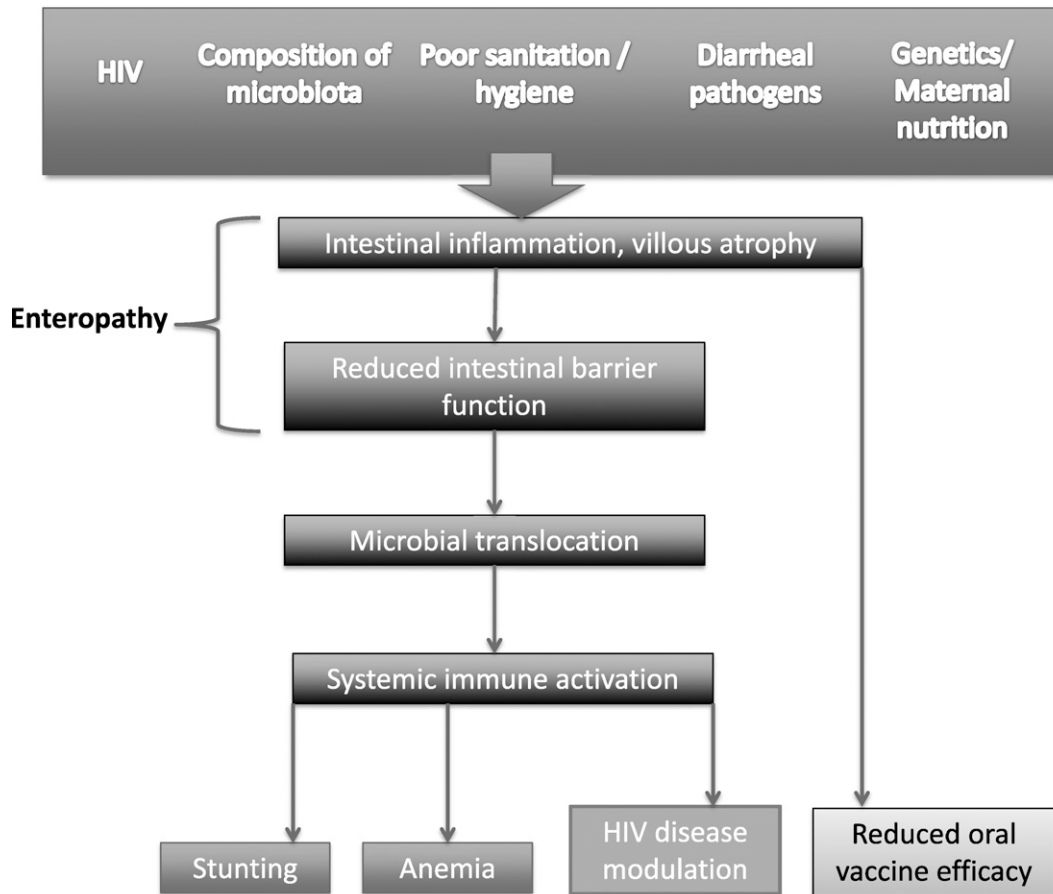 HIV
Composition of
microbiota
Poor sanitation /
hygiene
Diarrheal
pathogens
Genetics/
Maternal
nutrition
Intestinal inflammation, villous atrophy
Enteropathy
Reduced intestinal barrier
function
Microbial translocation
Systemic immune activation
Stunting
Anemia
HIV disease
modulation
Reduced oral
vaccine efficacy